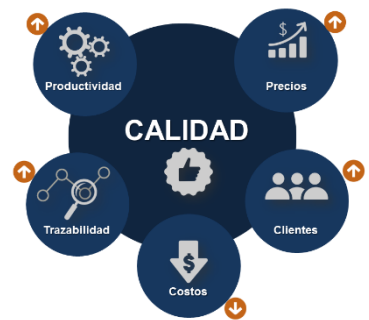 Productividad
Precios
CALIDAD
$
Trazabilidad
Clientes
$
Costos